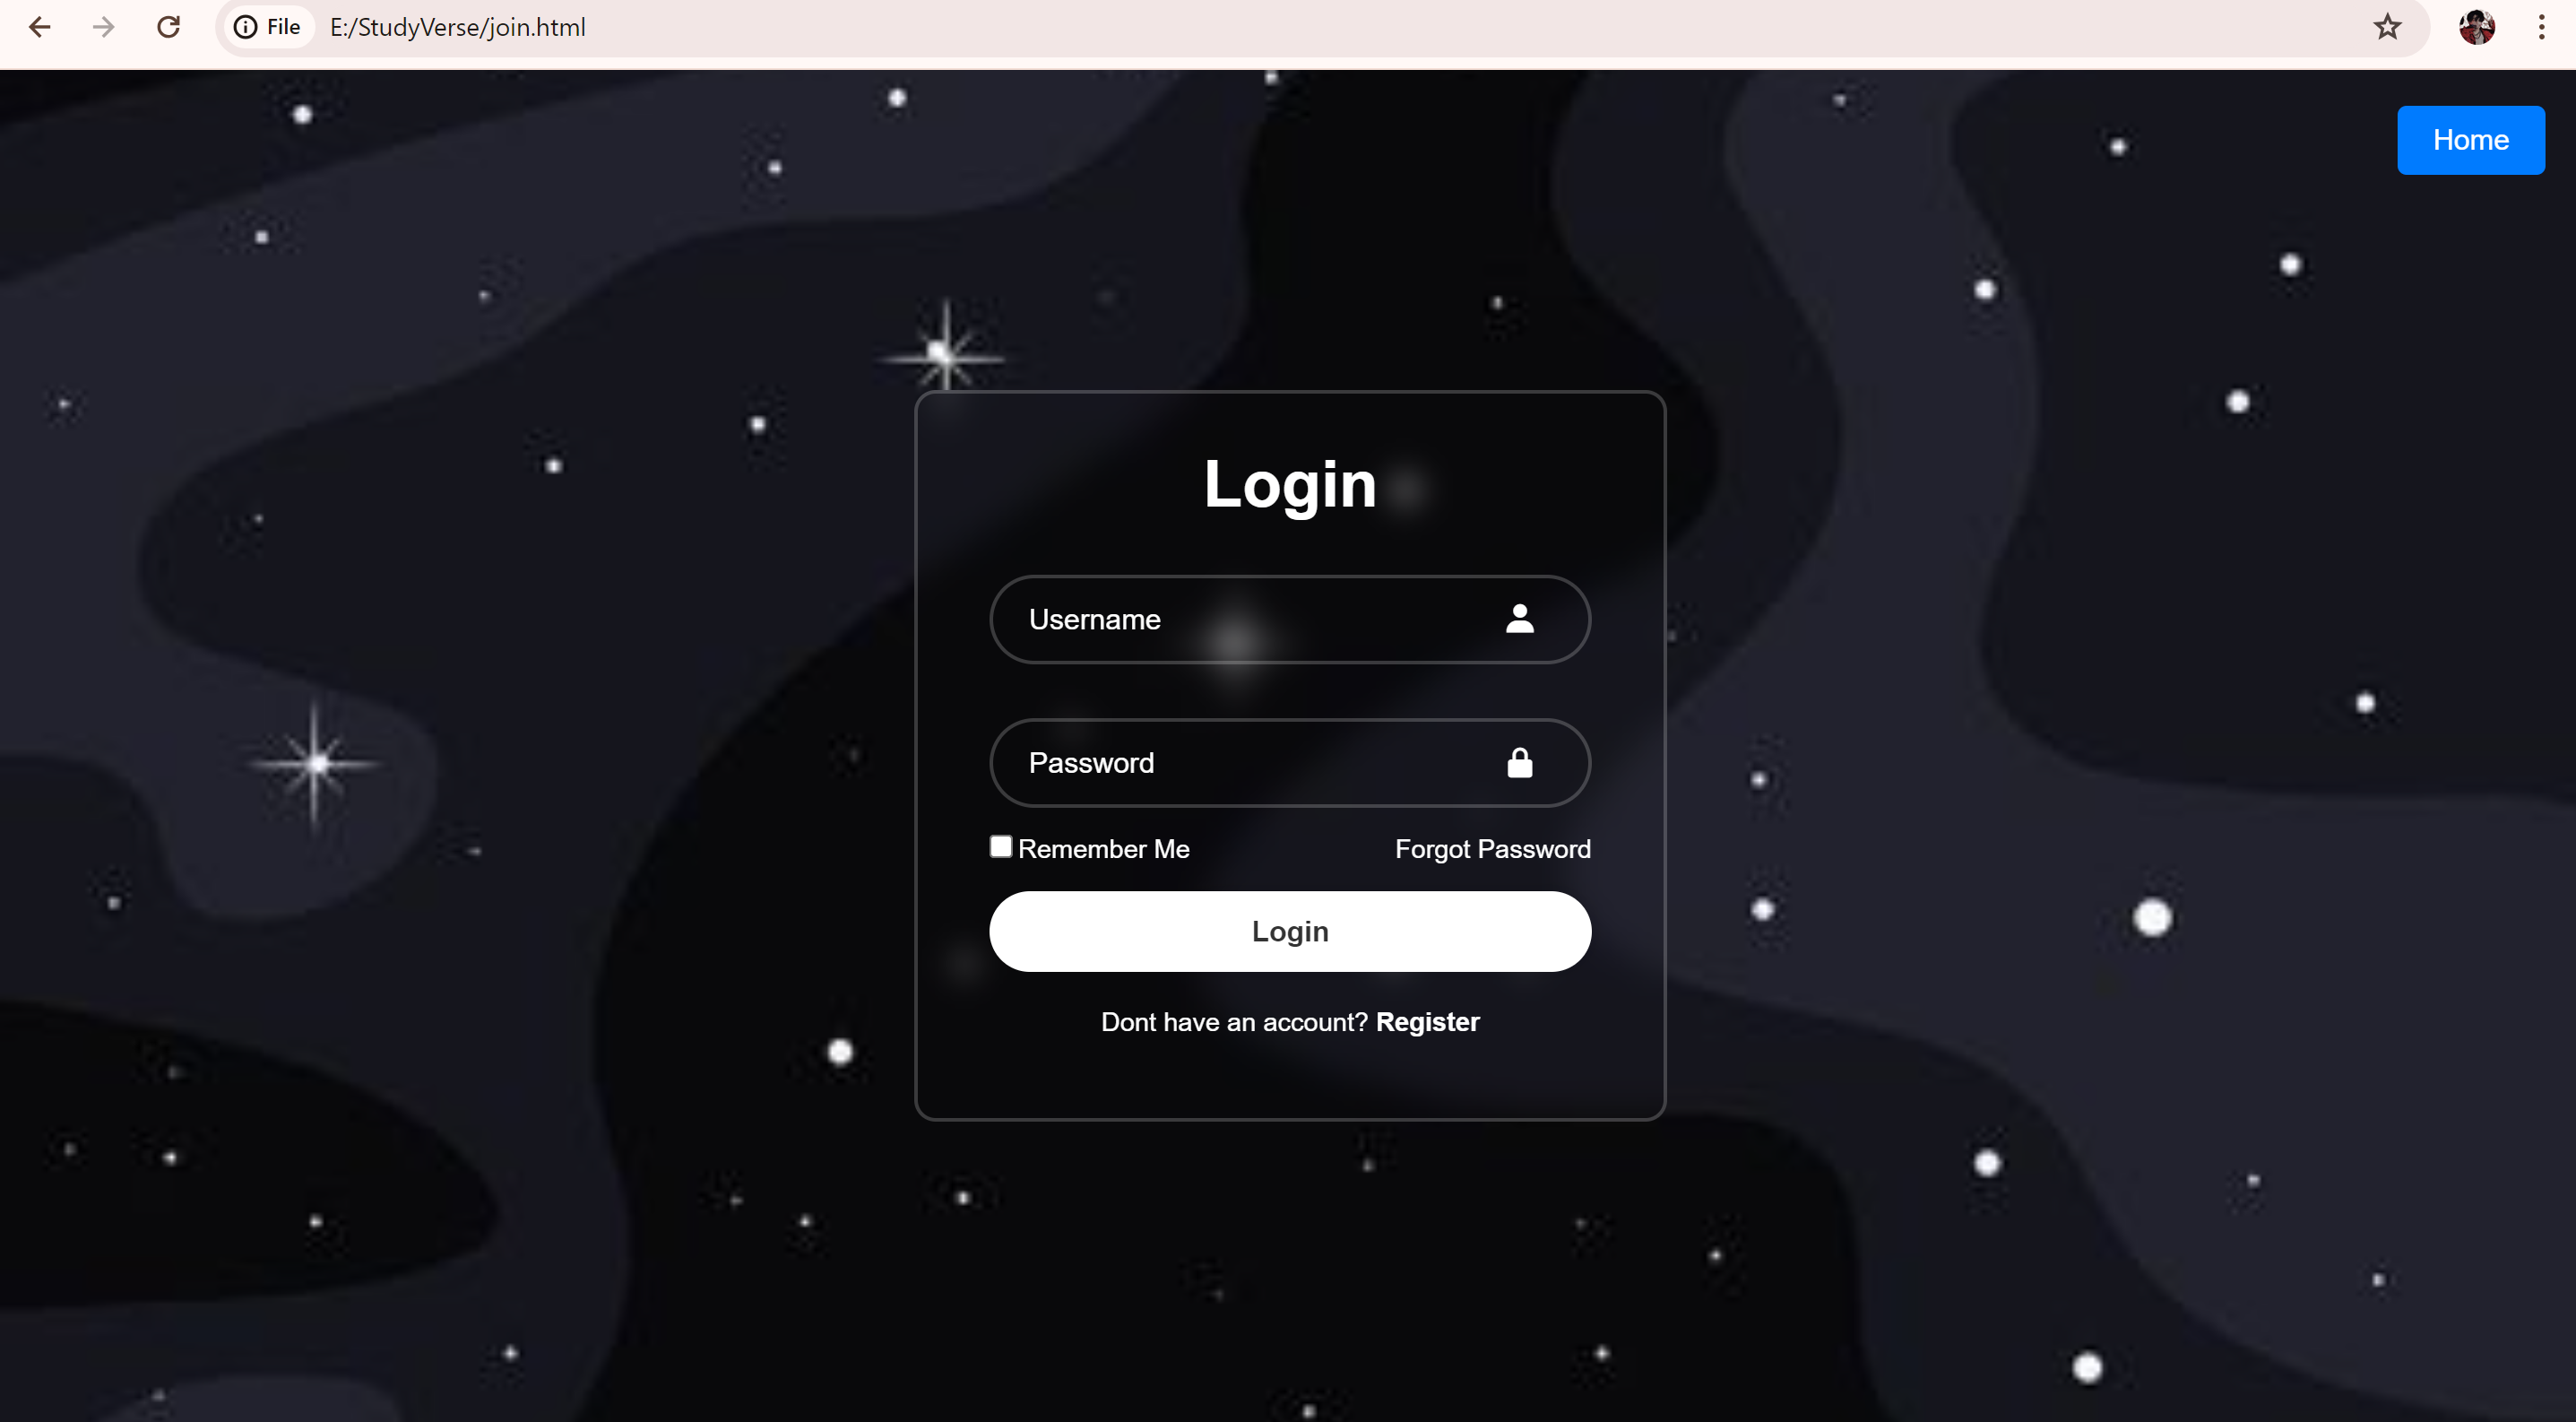 File E:/StudyVerse/join.html
Home
Login
Username
Password
Remember Me Forgot Password
Login
Dont have an account? Register